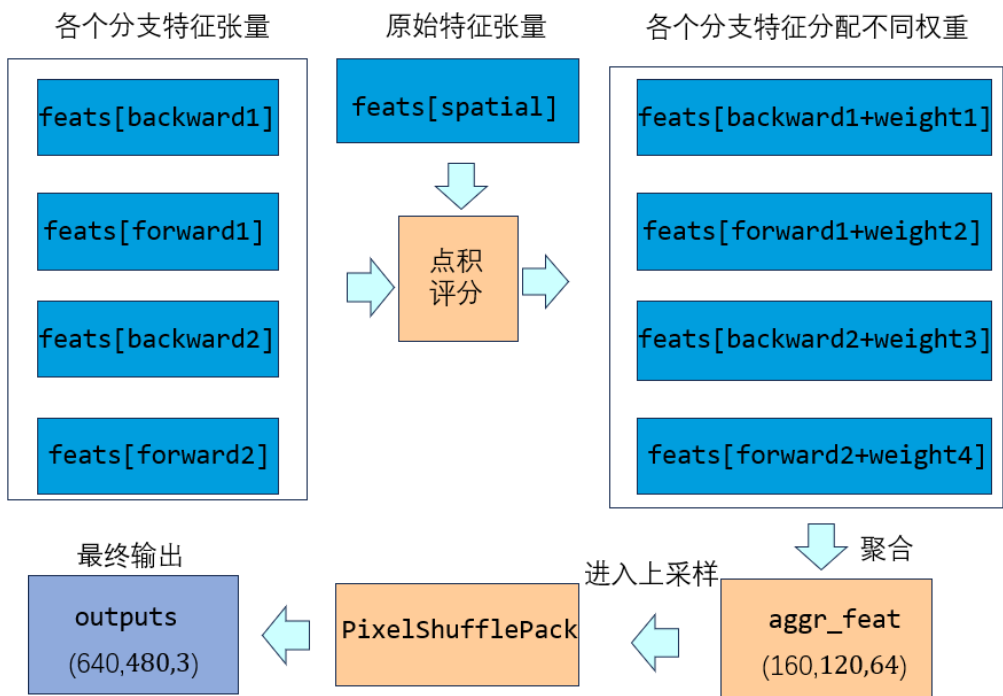 各个分支特征张量
原始特征张量
各个分支特征分配不同权重
feats[backward1]
feats[forward1]
feats[backward2]
feats[forward2]
feats[spatial]
点积
评分
feats[backward1+weight1]
feats[forward1+weight2]
feats[backward2+weight3]
feats[forward2+weight4]
聚合
aggr_feat
(160,120,64)
进入上采样
PixelShufflePack
最终输出
outputs
(640,480,3)